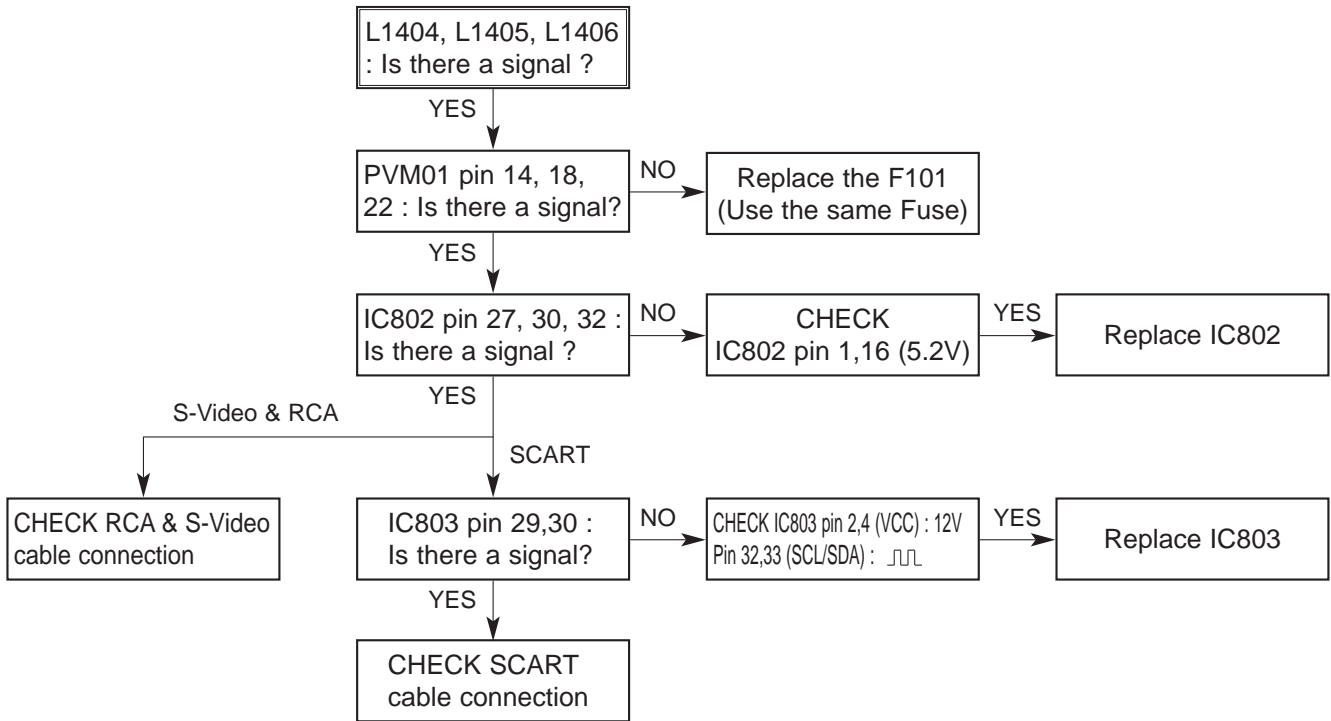 L1404, L1405, L1406
: Is there a signal ?
YES
PVM01 pin 14, 18,
22 : Is there a signal?
NO
Replace the F101
(Use the same Fuse)
YES
IC802 pin 27, 30, 32 :
Is there a signal ?
NO
CHECK
IC802 pin 1,16 (5.2V)
YES
Replace IC802
YES
S-Video & RCA
SCART
CHECK RCA & S-Video
cable connection
IC803 pin 29,30 :
Is there a signal?
NO
CHECK IC803 pin 2,4 (VCC) : 12V
Pin 32,33 (SCL/SDA) :
YES
Replace IC803
YES
CHECK SCART
cable connection